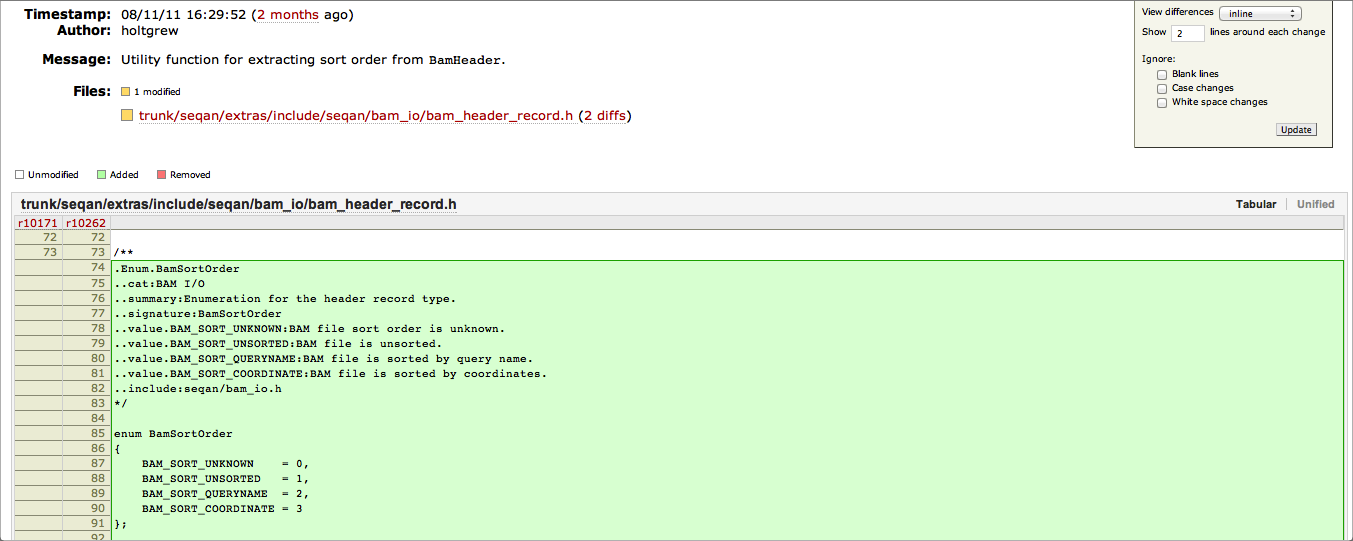 Timestamp: 08/11/11 16:29:52 (2 months ago)
Author: holtgrew
Message: Utility function for extracting sort order from BamHeader.
Files: 1 modified
trunk/seqan/extras/include/seqan/bam_io/bam_header_record.h (2 diffs)
View differences inline
Show 2 lines around each change
Ignore:
Blank lines
Case changes
White space changes
Update
Unmodified Added Removed
trunk/seqan/extras/include/seqan/bam_io/bam_header_record.h Tabular Unified
r10171 r10262
72 72
73 73 /**
74 .Enum.BamSortOrder
75 ..cat:BAM I/O
76 ..summary:Enumeration for the header record type.
77 ..signature:BamSortOrder
78 ..value.BAM_SORT_UNKNOWN:BAM file sort order is unknown.
79 ..value.BAM_SORT_UNSORTED:BAM file is unsorted.
80 ..value.BAM_SORT_QUERYNAME:BAM file is sorted by query name.
81 ..value.BAM_SORT_COORDINATE:BAM file is sorted by coordinates.
82 ..include:seqan/bam_io.h
83 */
84
85 enum BamSortOrder
86 {
87 BAM_SORT_UNKNOWN = 0,
88 BAM_SORT_UNSORTED = 1,
89 BAM_SORT_QUERYNAME = 2,
90 BAM_SORT_COORDINATE = 3
91 };
92